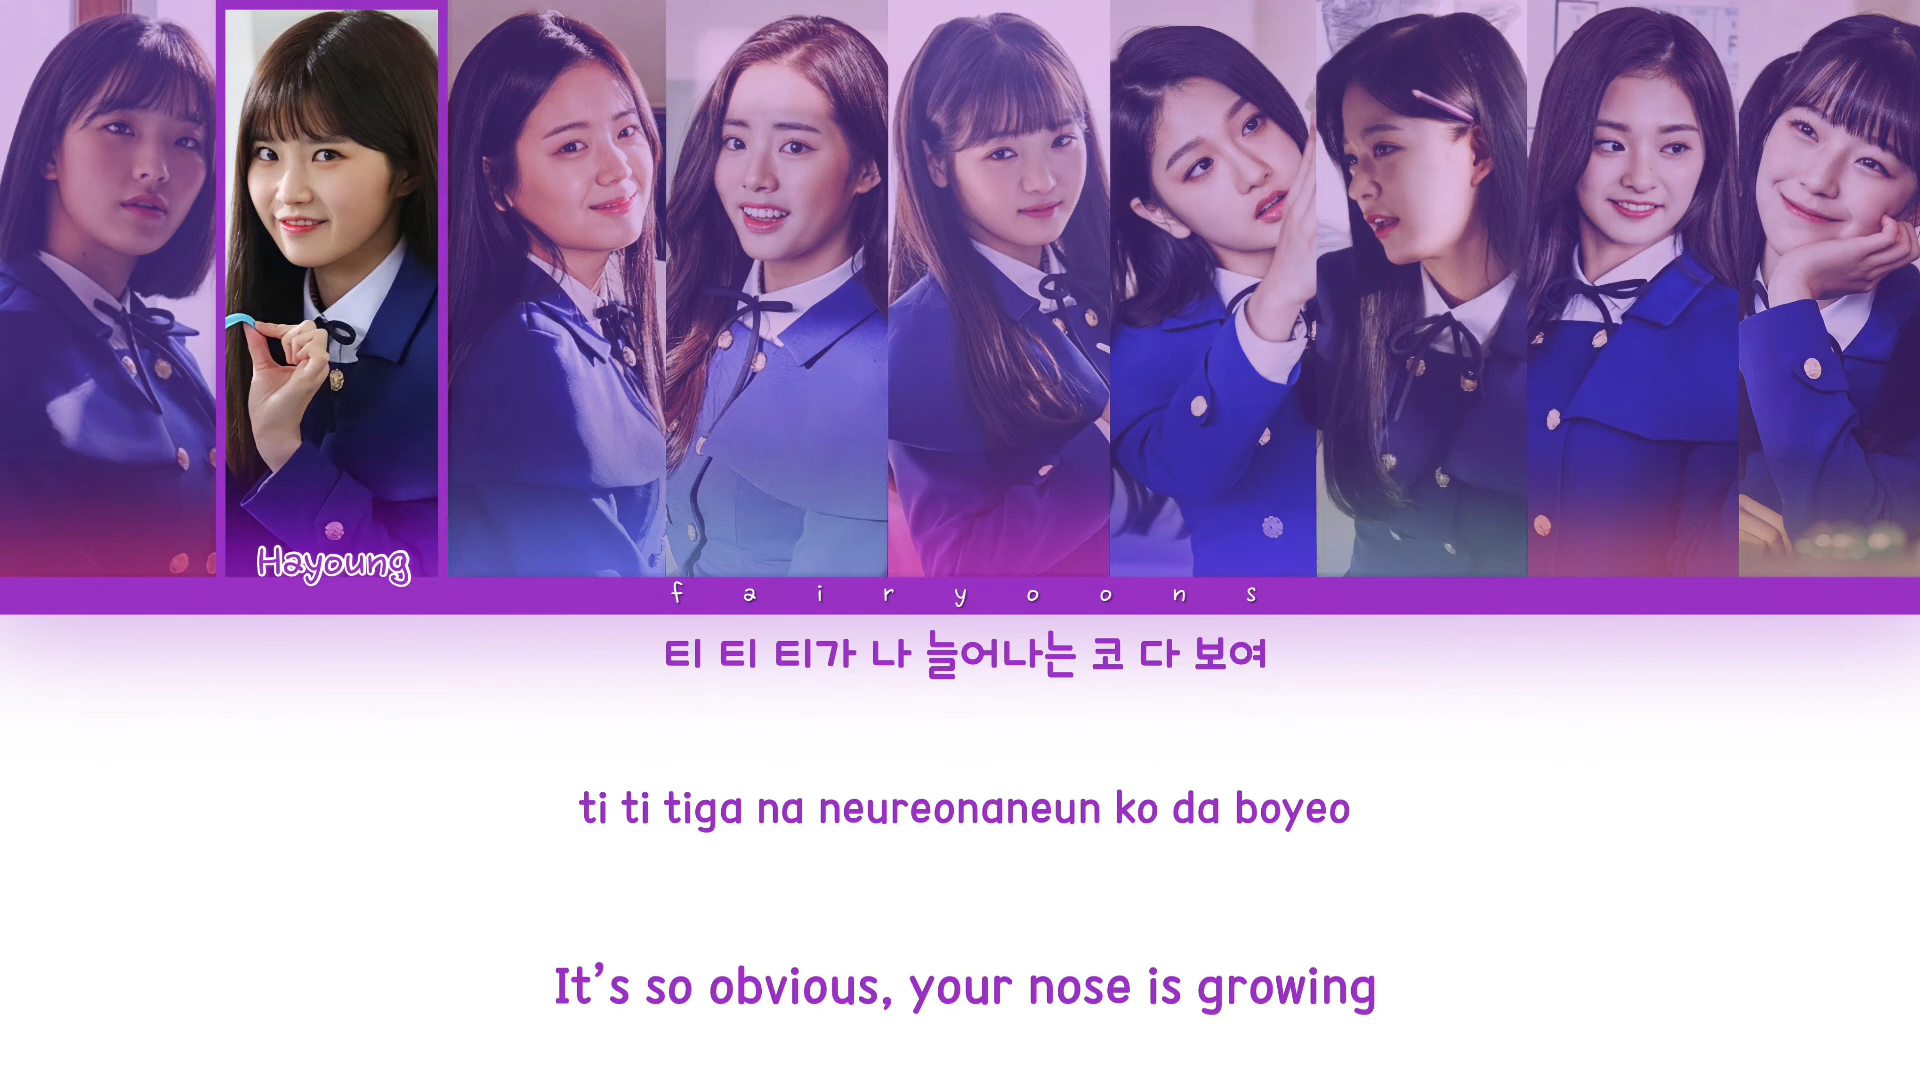 Hayoung
fairyoons
티 티 티가 나 늘어나는 코 다 보여
ti ti tiga na neureonaneun ko da boyeo
It’s so obvious, your nose is growing